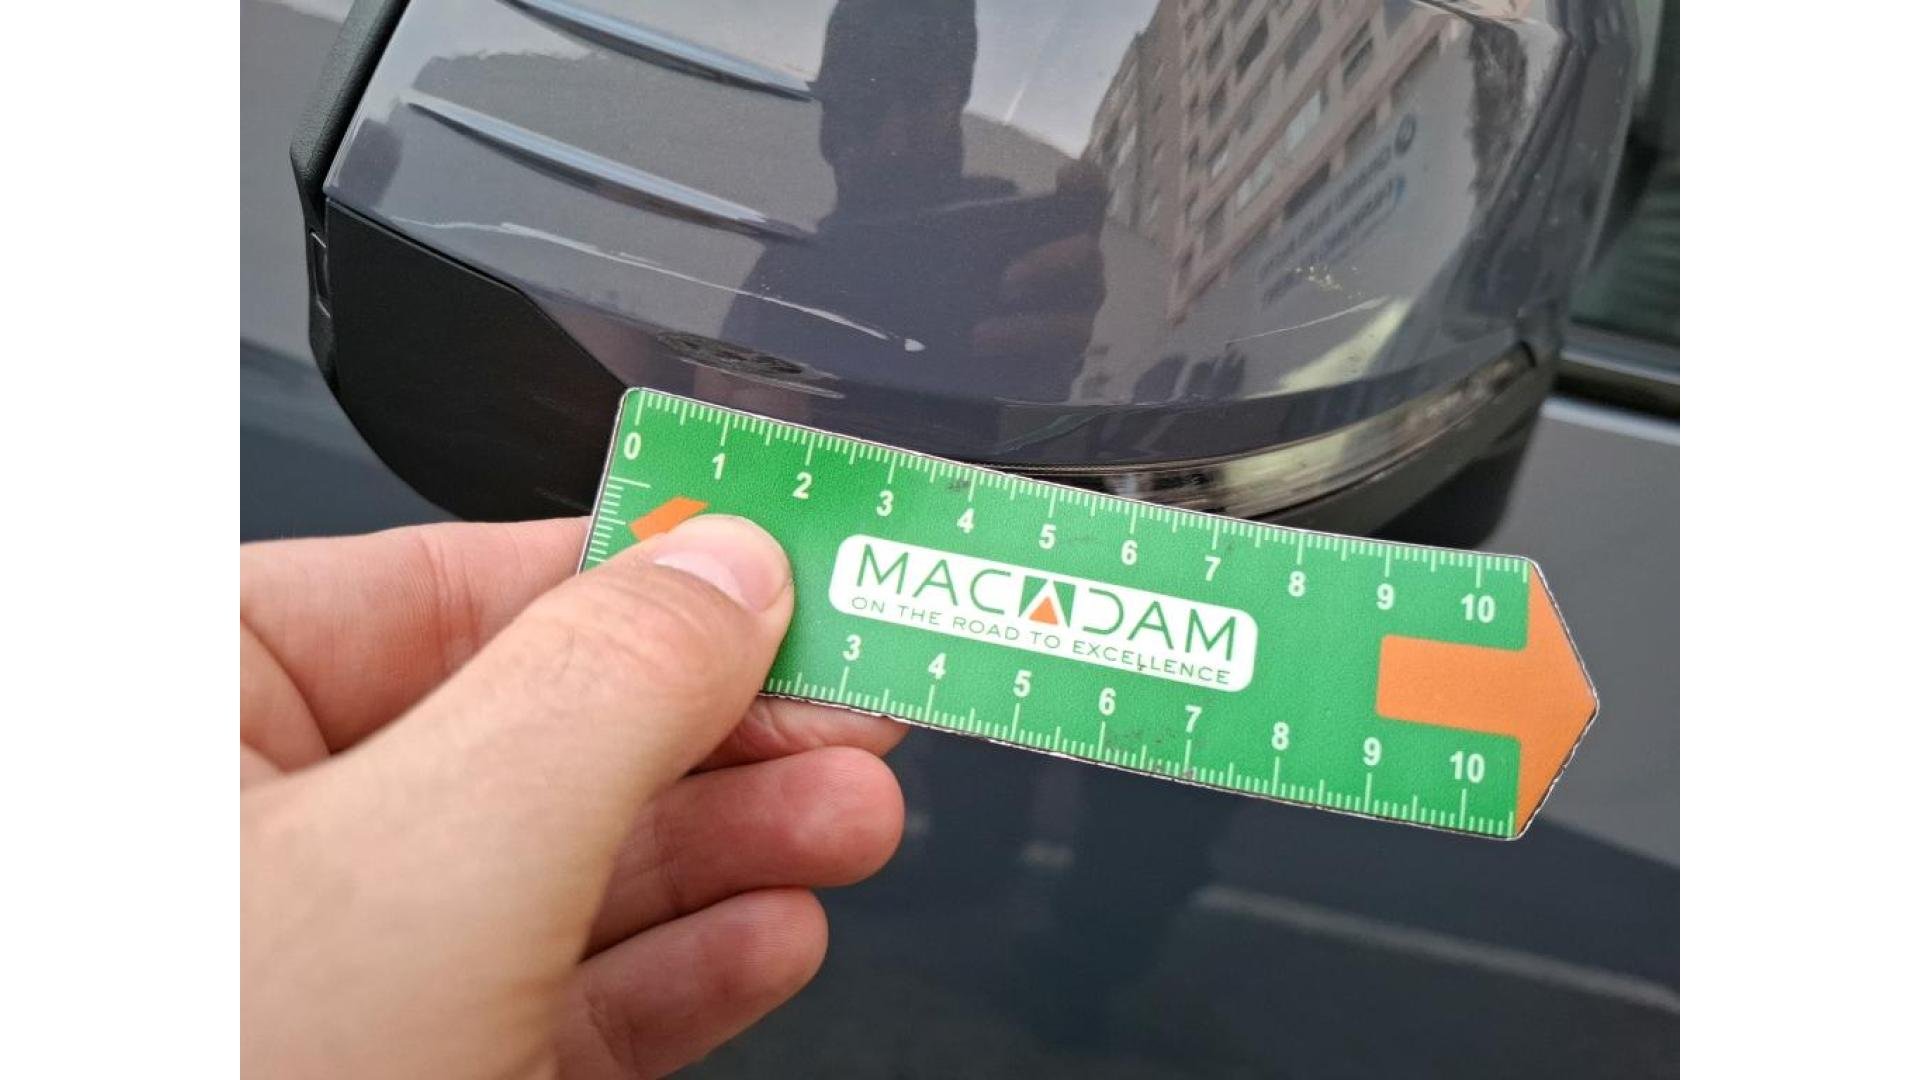 0 1 2 3 4 5 6 7 8 9 10
MACADAM
ON THE ROAD TO EXCELLENCE
3 4 5 6 7 8 9 10